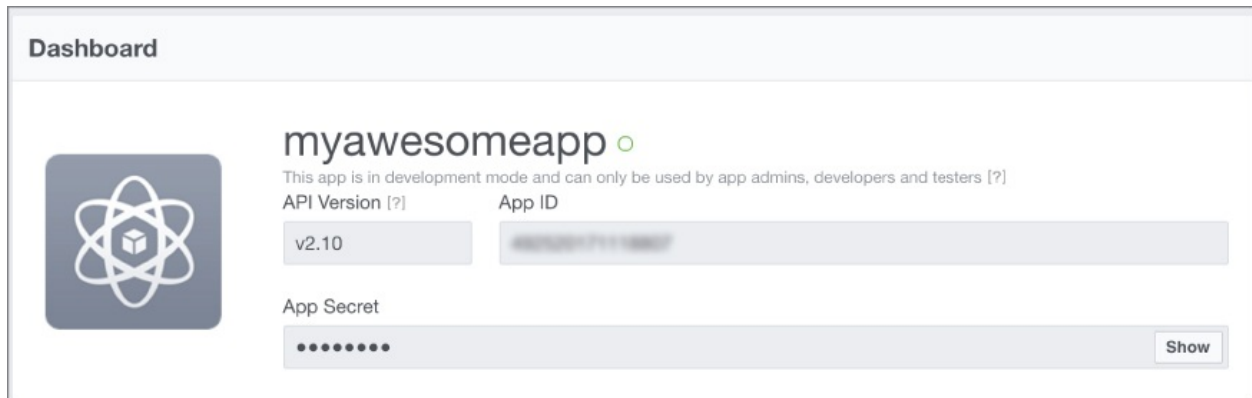 Dashboard
myawesomeapp
This app is in development mode and can only be used by app admins, developers and testers [?]
API Version [?] App ID
v2.10
App Secret
••••••••
Show